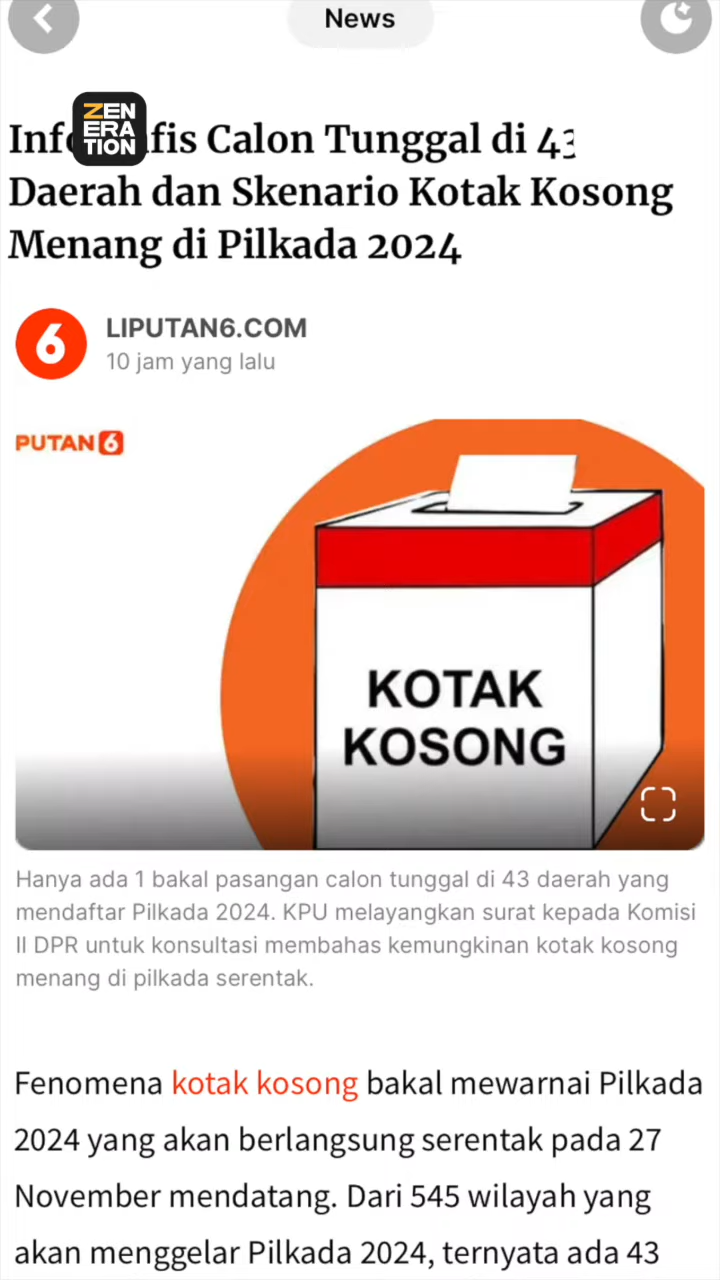 News
ZEN
ERA
TION
Calon Tunggal di 43
Daerah dan Skenario Kotak Kosong
Menang di Pilkada 2024
6
LIPUTAN6.COM
10 jam yang lalu
PUTAN6
KOTAK
KOSONG
Hanya ada 1 bakal pasangan calon tunggal di 43 daerah yang
mendaftar Pilkada 2024. KPU melayangkan surat kepada Komisi
II DPR untuk konsultasi membahas kemungkinan kotak kosong
menang di pilkada serentak.
Fenomena kotak kosong bakal mewarnai Pilkada
2024 yang akan berlangsung serentak pada 27
November mendatang. Dari 545 wilayah yang
akan menggelar Pilkada 2024, ternyata ada 43